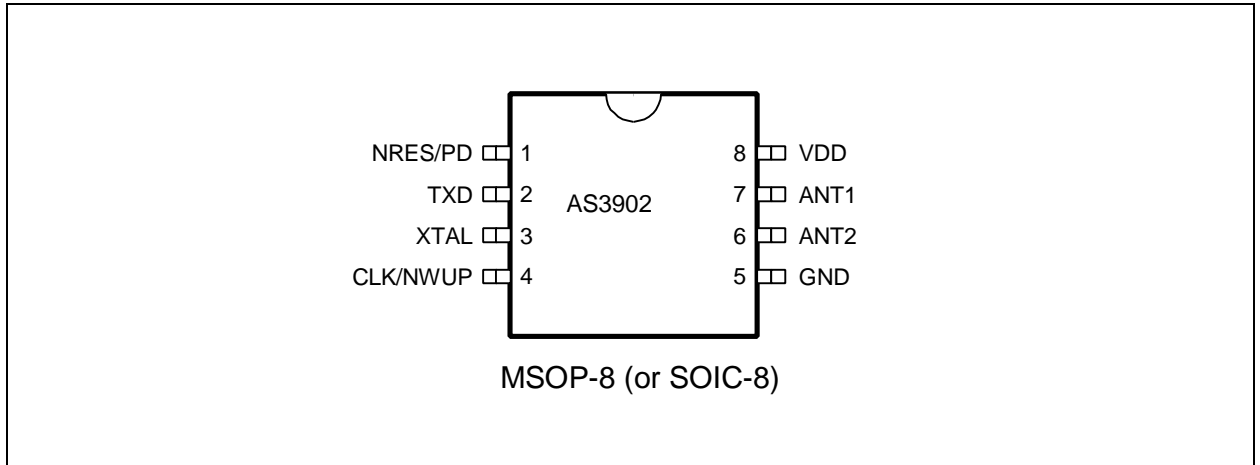 NRES/PD 1 8 VDD
TXD 2 AS3902 7 ANT1
XTAL 3 6 ANT2
CLK/NWUP 4 5 GND
MSOP-8 (or SOIC-8)